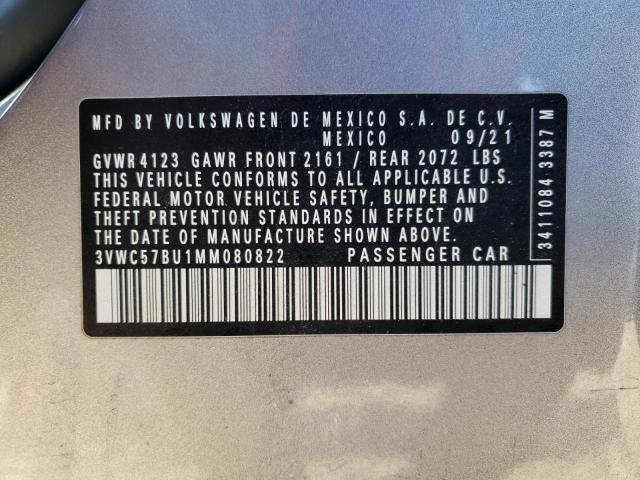 MFD BY VOLKSWAGEN DE MEXICO S.A. DE C.V.
MEXICO 09/21
GVWR 4123 GAWR FRONT 2161 / REAR 2072 LBS
THIS VEHICLE CONFORMS TO ALL APPLICABLE U.S.
FEDERAL MOTOR VEHICLE SAFETY, BUMPER AND
THEFT PREVENTION STANDARDS IN EFFECT ON
THE DATE OF MANUFACTURE SHOWN ABOVE.
3VWC57BU1MM080822 PASSENGER CAR
3411084 3387 M